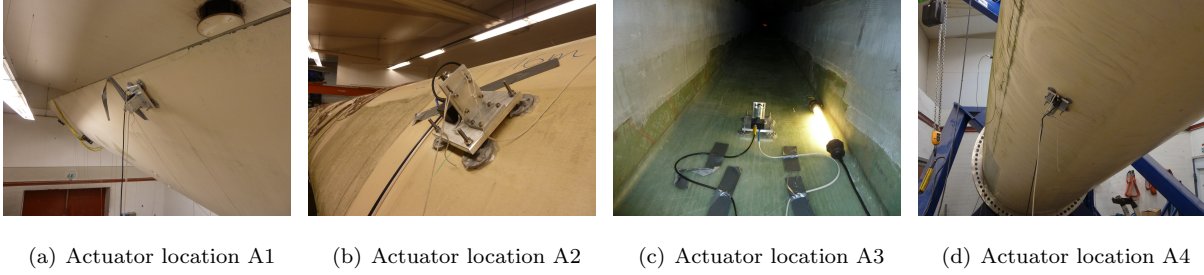 (a) Actuator location A1
(b) Actuator location A2
(c) Actuator location A3
(d) Actuator location A4